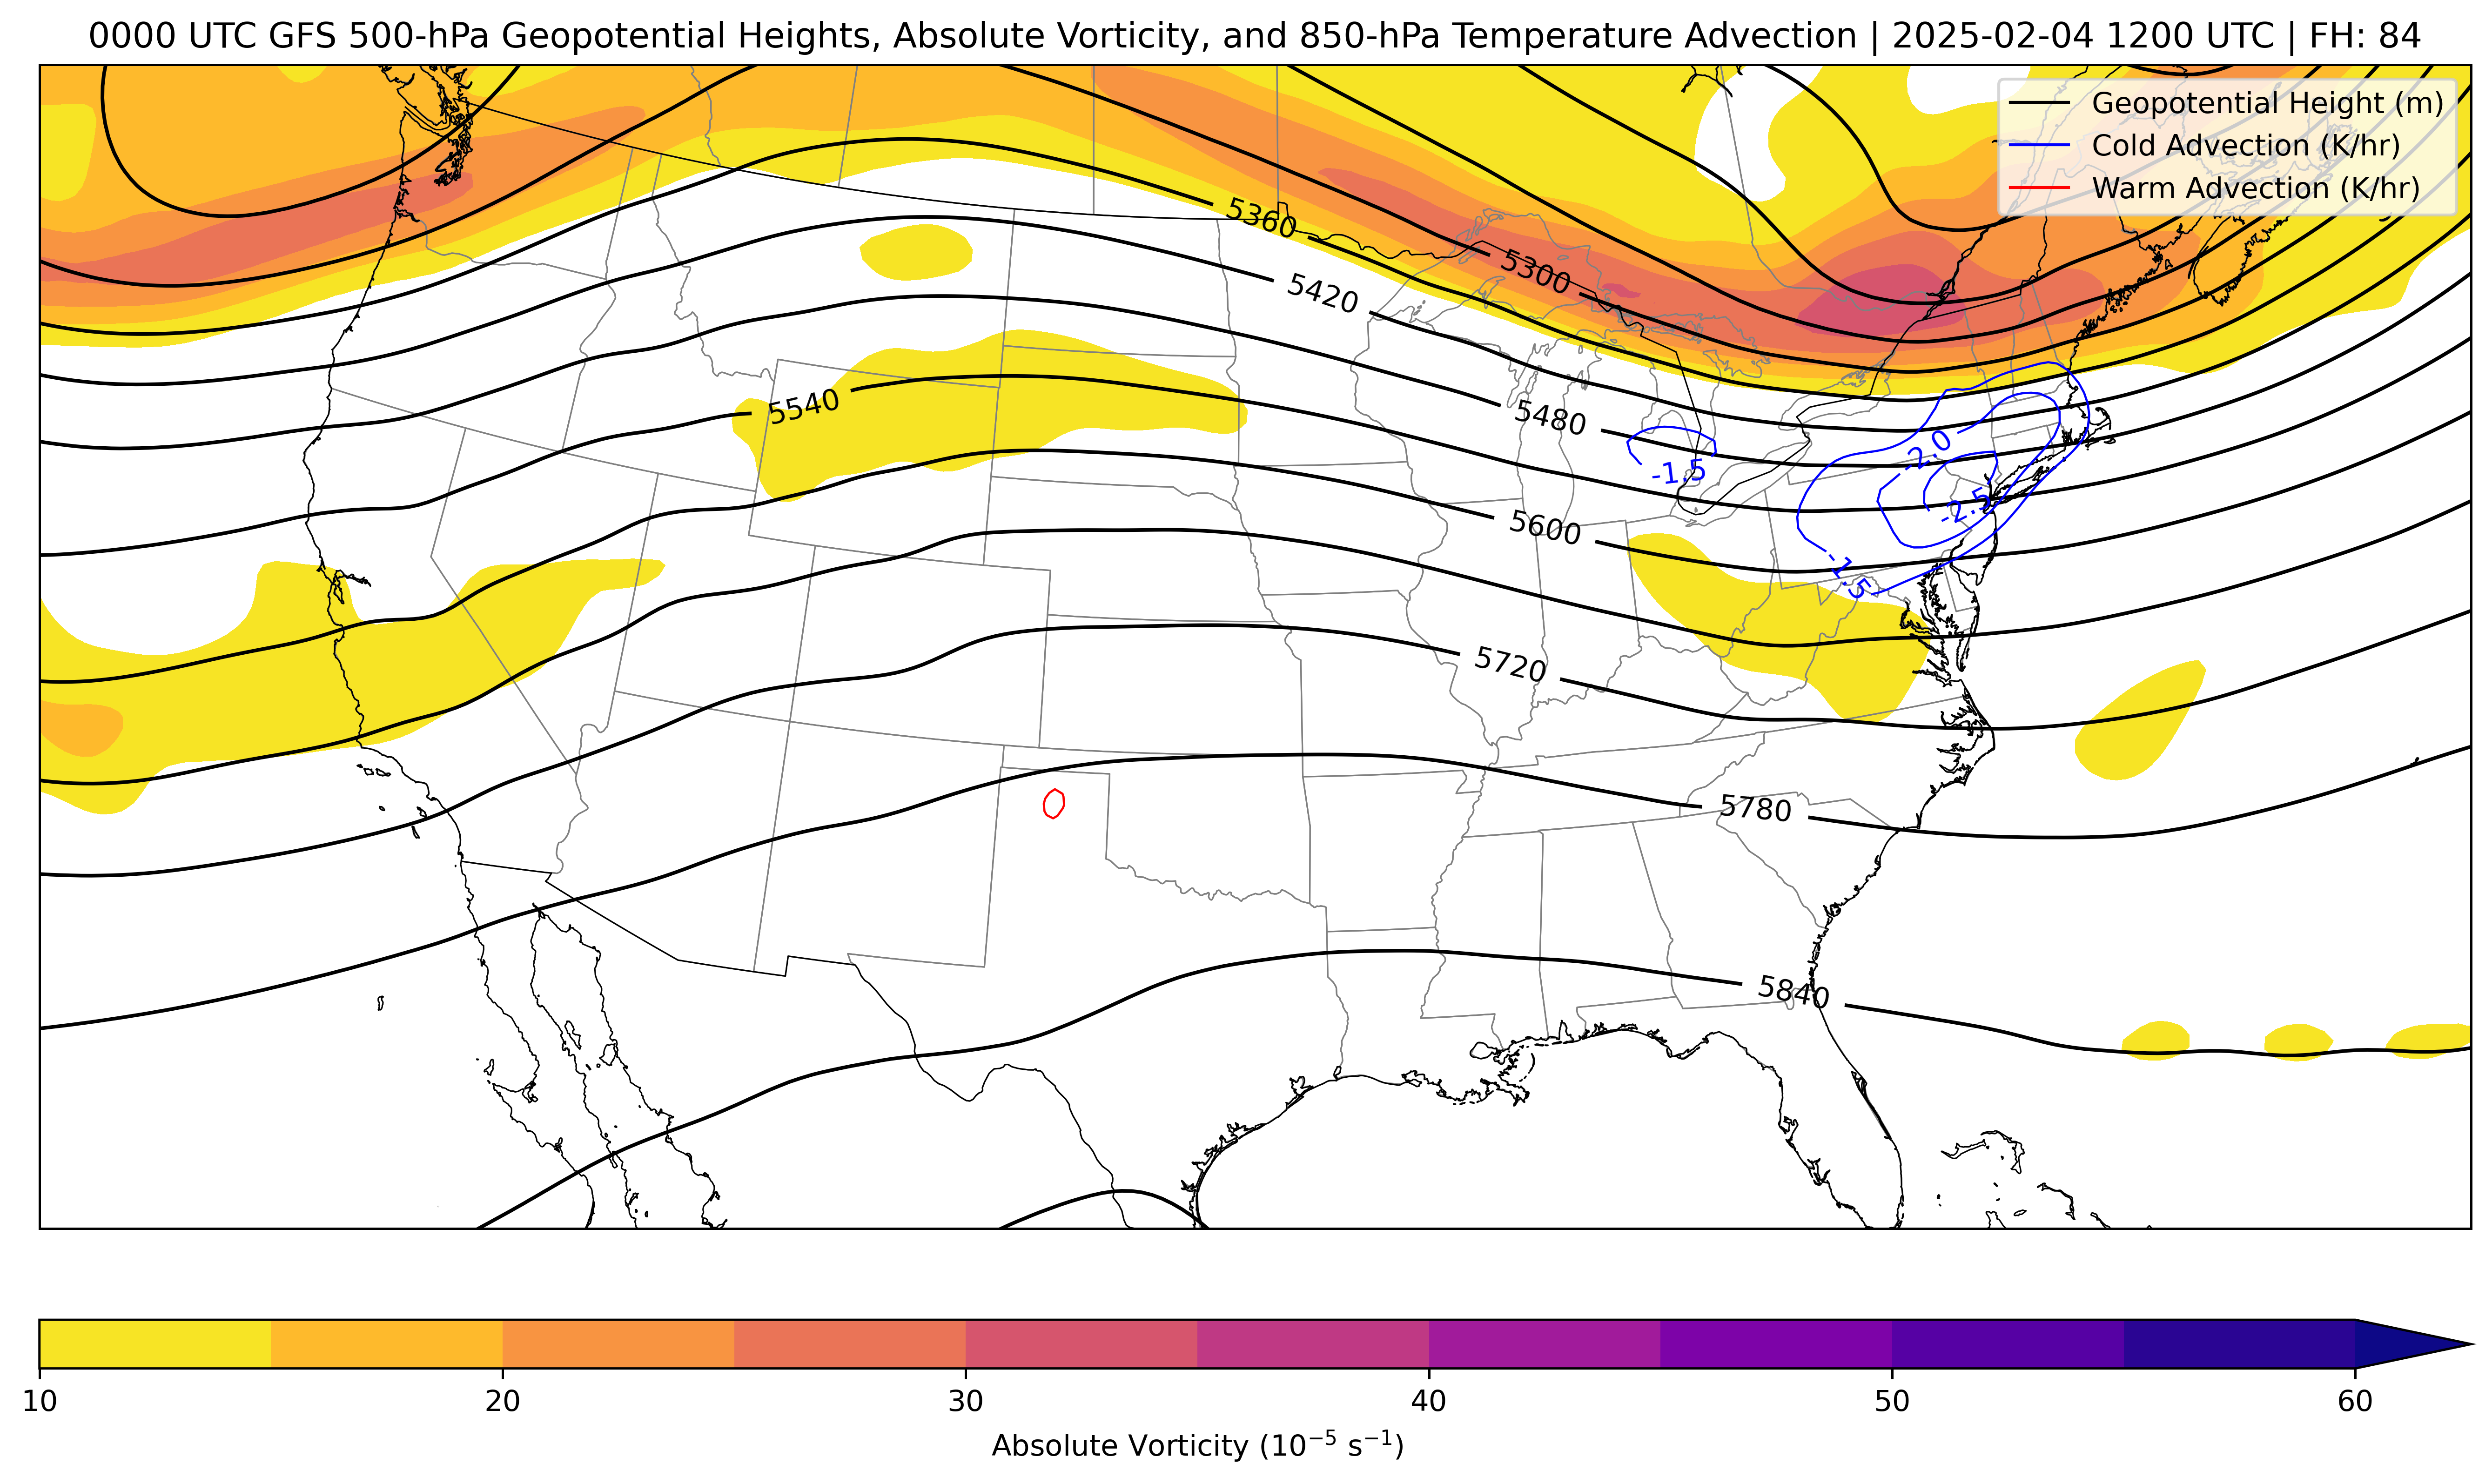 0000 UTC GFS 500-hPa Geopotential Heights, Absolute Vorticity, and 850-hPa Temperature Advection | 2025-02-04 1200 UTC | FH: 84
Geopotential Height (m)
Cold Advection (K/hr)
Warm Advection (K/hr)
5360
5300
5420
5540
5480
-2.0
-1.5
-2.5
5600
-1.5
5720
5780
5840
10 20 30 40 50 60
Absolute Vorticity (10⁻⁵ s⁻¹)